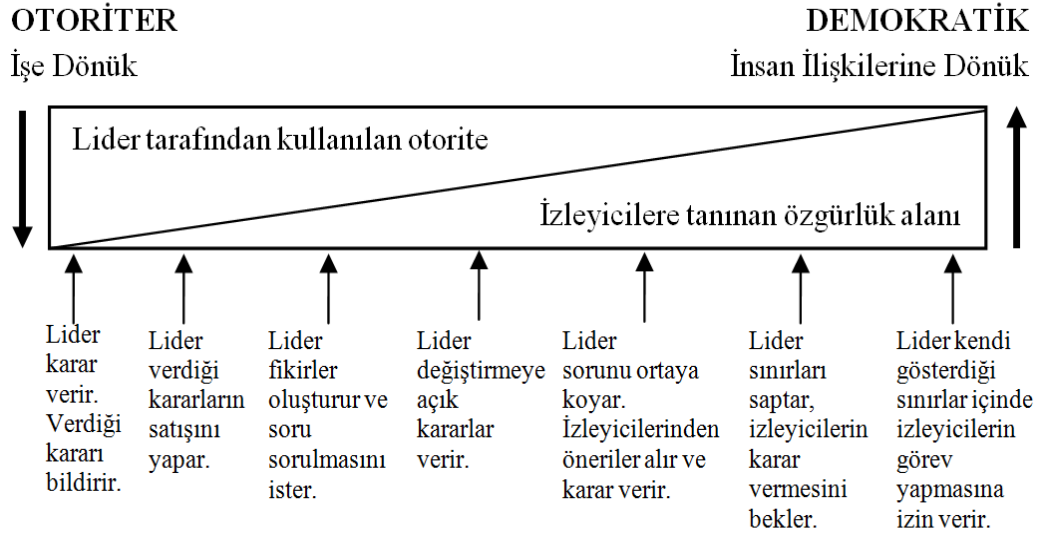 OTORİTER
İşe Dönük
DEMOKRATİK
İnsan İlişkilerine Dönük
Lider tarafından kullanılan otorite
İzleyicilere tanınan özgürlük alanı
Lider
karar
verir.
Verdiği
kararı
bildirir.
Lider
verdiği
kararların
satışını
yapar.
Lider
fikirler
oluşturur ve
soru
sorulmasını
ister.
Lider
değiştirmeye
açık
kararlar
verir.
Lider
sorunu ortaya
koyar.
İzleyicilerinden
öneriler alır ve
karar verir.
Lider
sınırları
saptar,
izleyicilerin
karar
vermesini
bekler.
Lider kendi
gösterdiği
sınırlar içinde
izleyicilerin
görev
yapmasına
izin verir.